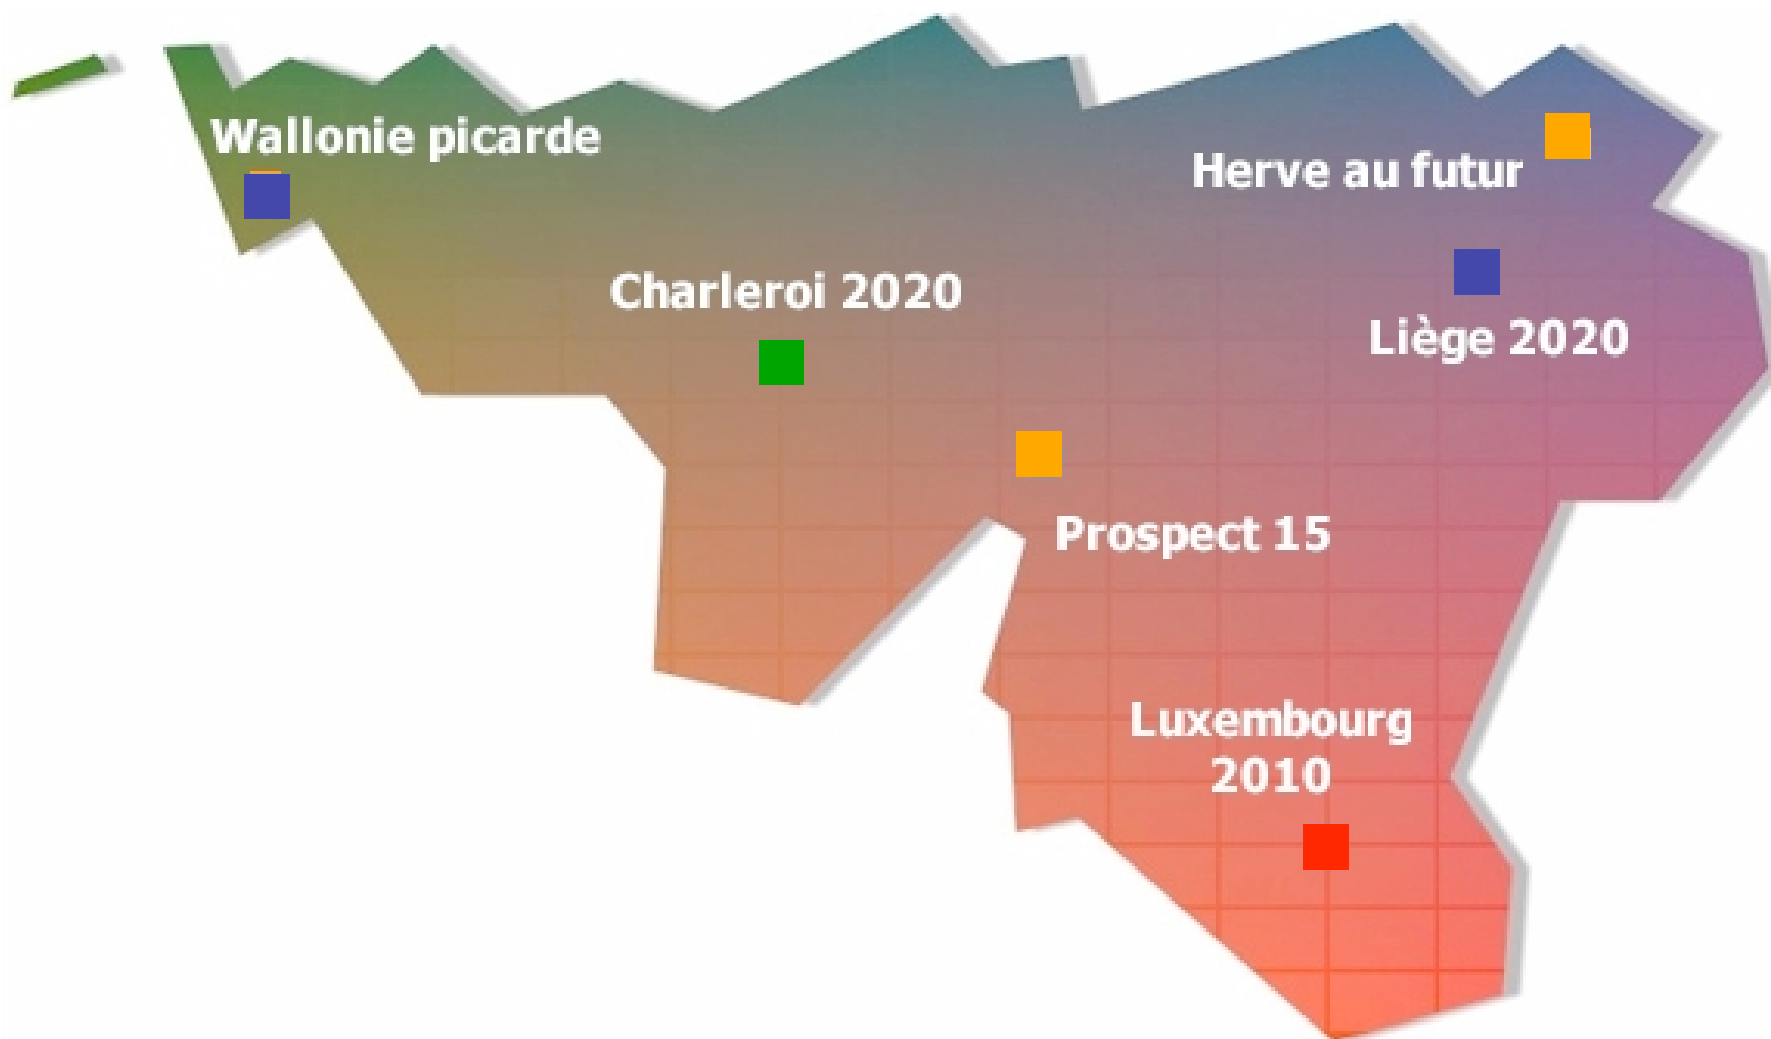 Wallonie picarde
Herve au futur
Charleroi 2020
Liège 2020
Prospect 15
Luxembourg
2010